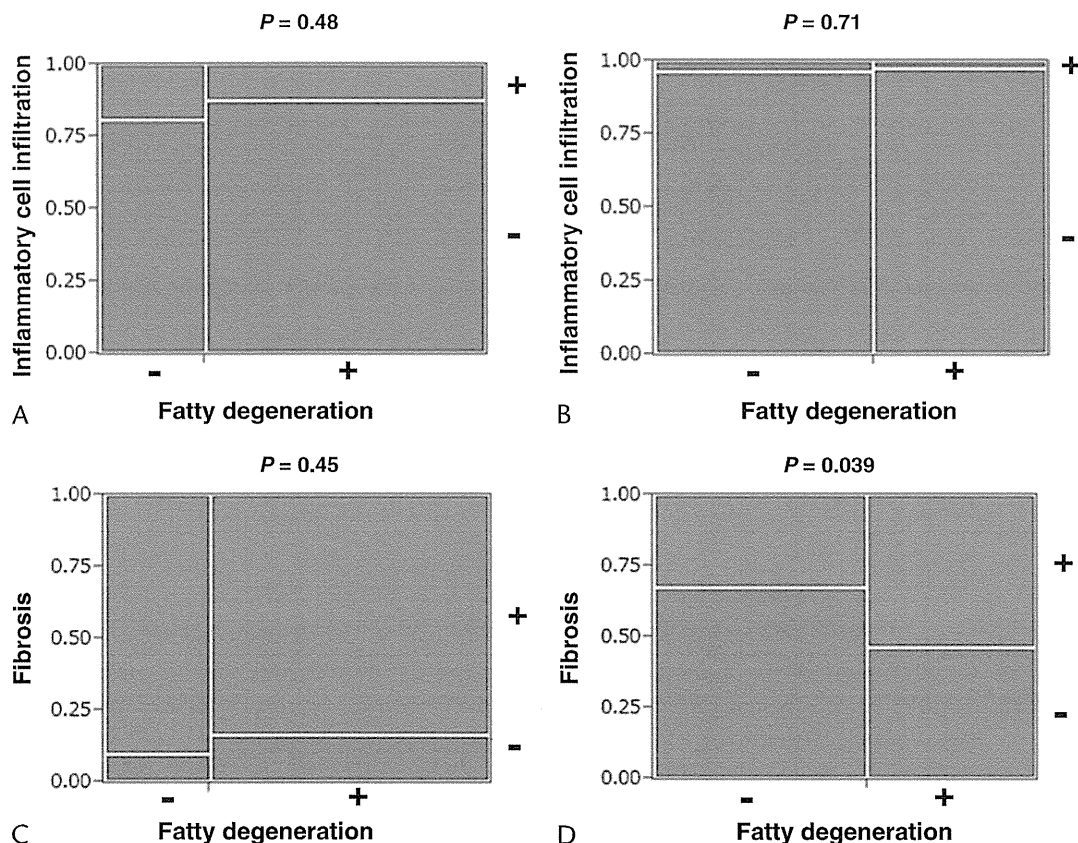 P = 0.48
Inflammatory cell infiltration
1.00
0.75
0.50
0.25
0.00
+
-
- +
Fatty degeneration
A
P = 0.71
Inflammatory cell infiltration
1.00
0.75
0.50
0.25
0.00
+
-
- +
Fatty degeneration
B
P = 0.45
Fibrosis
1.00
0.75
0.50
0.25
0.00
+
-
- +
Fatty degeneration
C
P = 0.039
Fibrosis
1.00
0.75
0.50
0.25
0.00
+
-
- +
Fatty degeneration
D